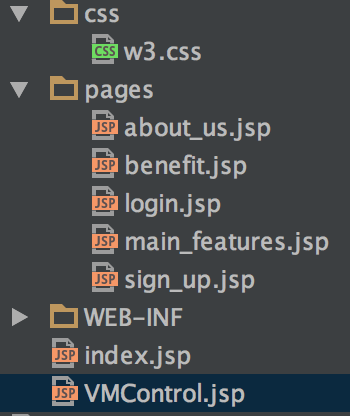 css
CSS w3.css
pages
JSP about_us.jsp
JSP benefit.jsp
JSP login.jsp
JSP main_features.jsp
JSP sign_up.jsp
WEB-INF
JSP index.jsp
JSP VMControl.jsp